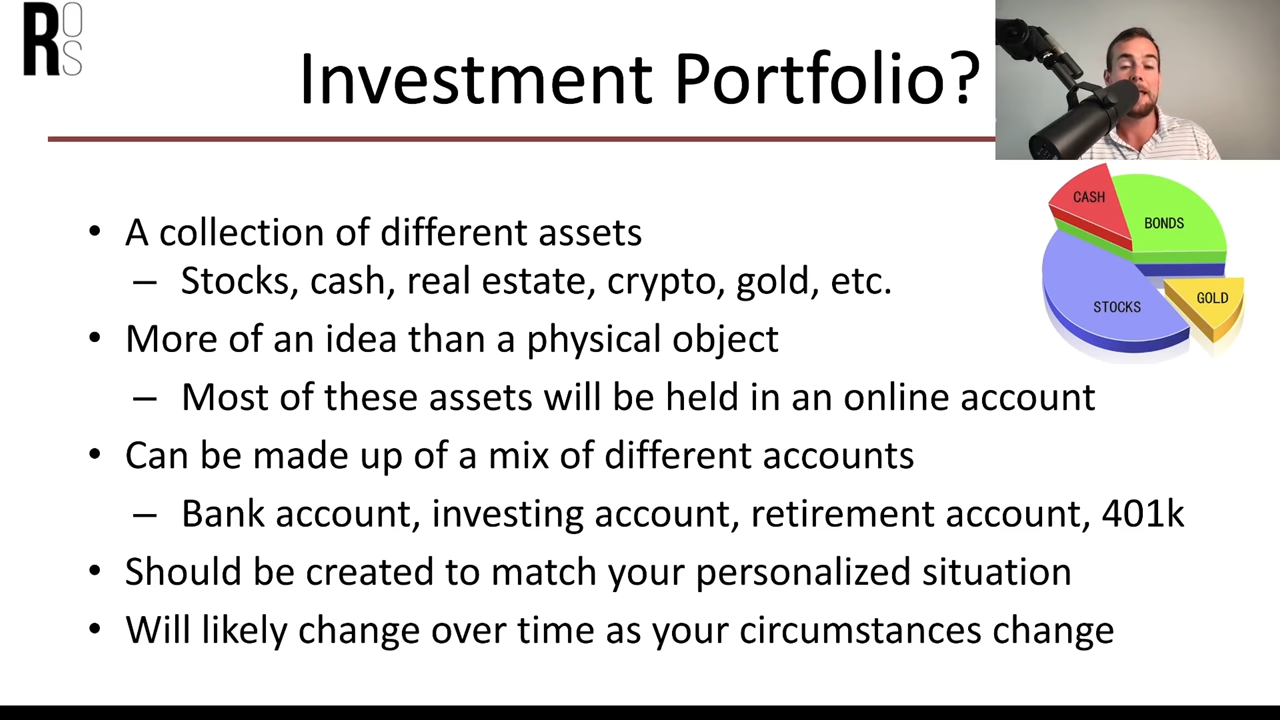 ROS
Investment Portfolio?
• A collection of different assets
– Stocks, cash, real estate, crypto, gold, etc.
• More of an idea than a physical object
– Most of these assets will be held in an online account
• Can be made up of a mix of different accounts
– Bank account, investing account, retirement account, 401k
• Should be created to match your personalized situation
• Will likely change over time as your circumstances change
CASH
BONDS
STOCKS
GOLD